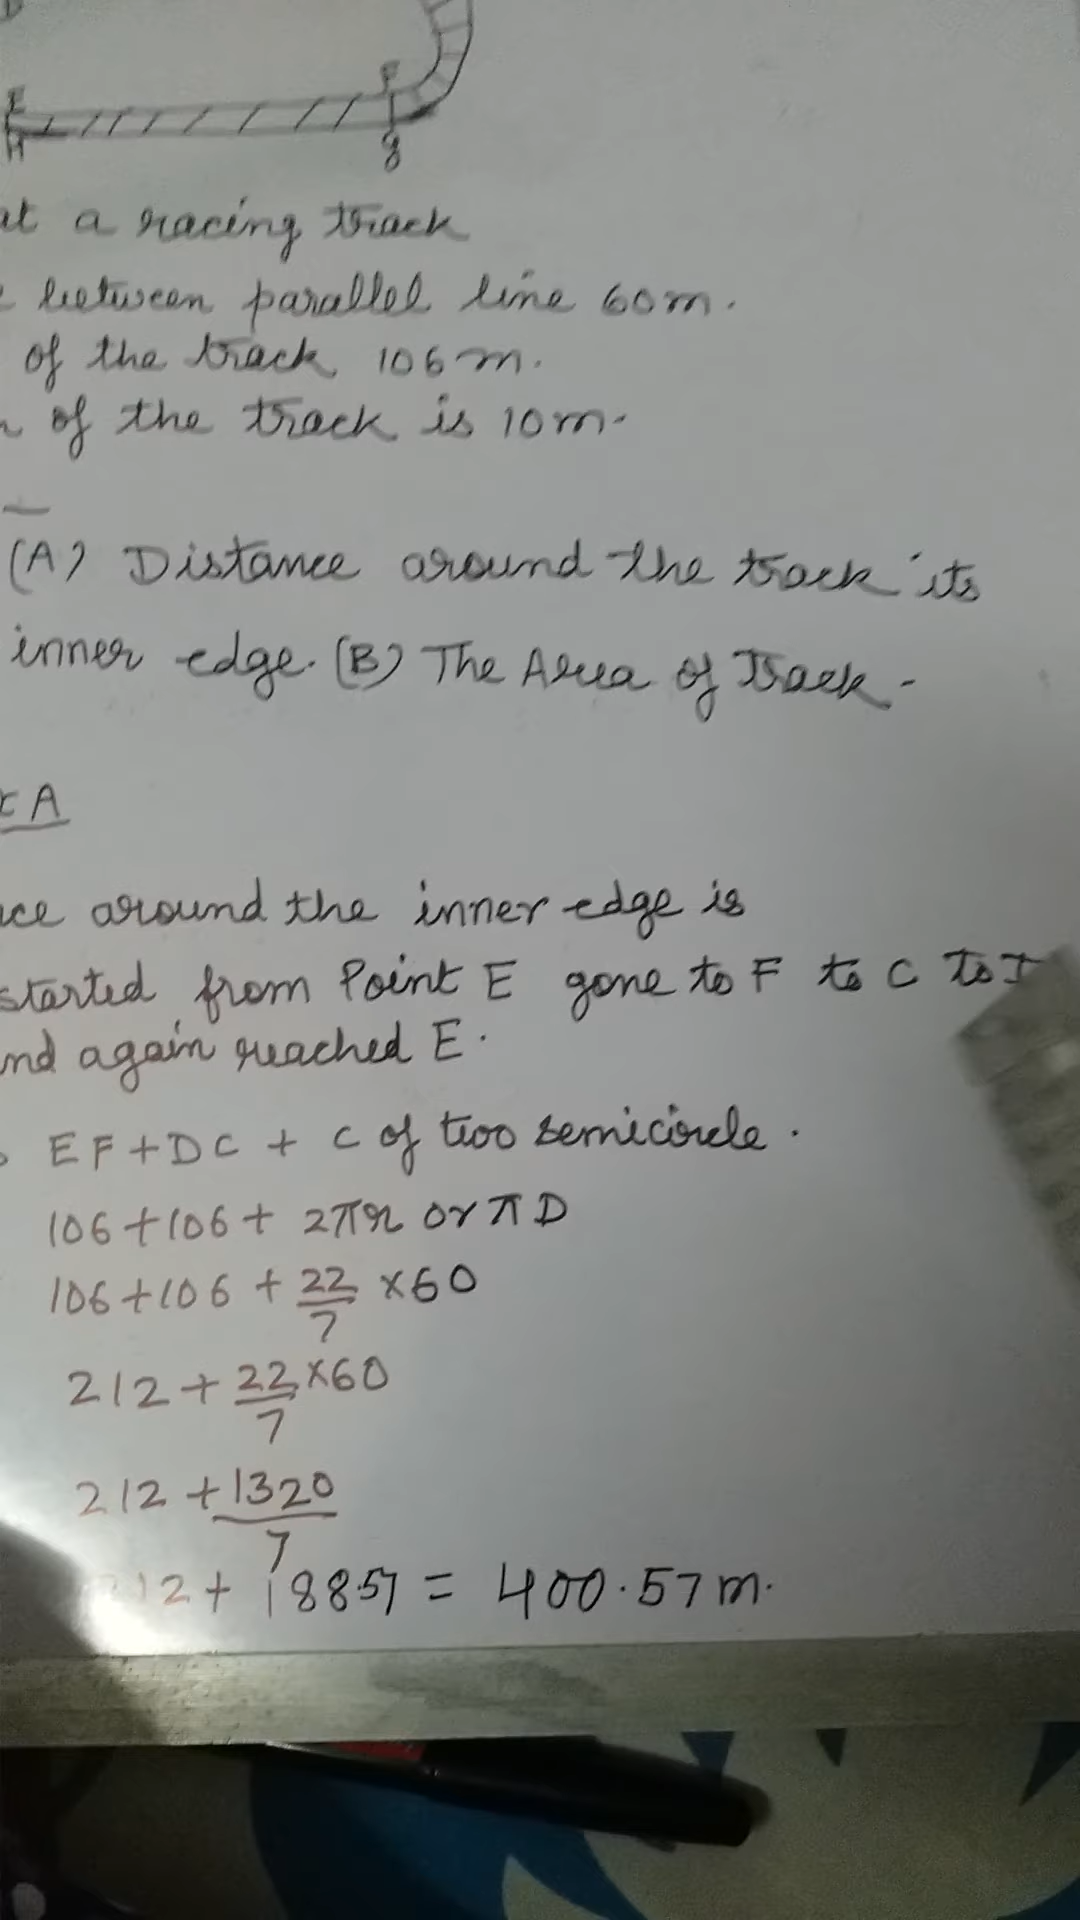 E F
H g
at a racing track
between parallel line 60m.
of the track 106m.
of the track is 10m.
(A) Distance around the track its
inner edge. (B) The Area of Track.
A
around the inner edge is
started from Point E gone to F to C to
and again reached E.
EF+DC + C of two semicircle.
106+106+ 2πr or πD
106+106 + 22/7 ×60
212+ 22/7 ×60
212 + 1320/7
212+ 188.57 = 400.57m.